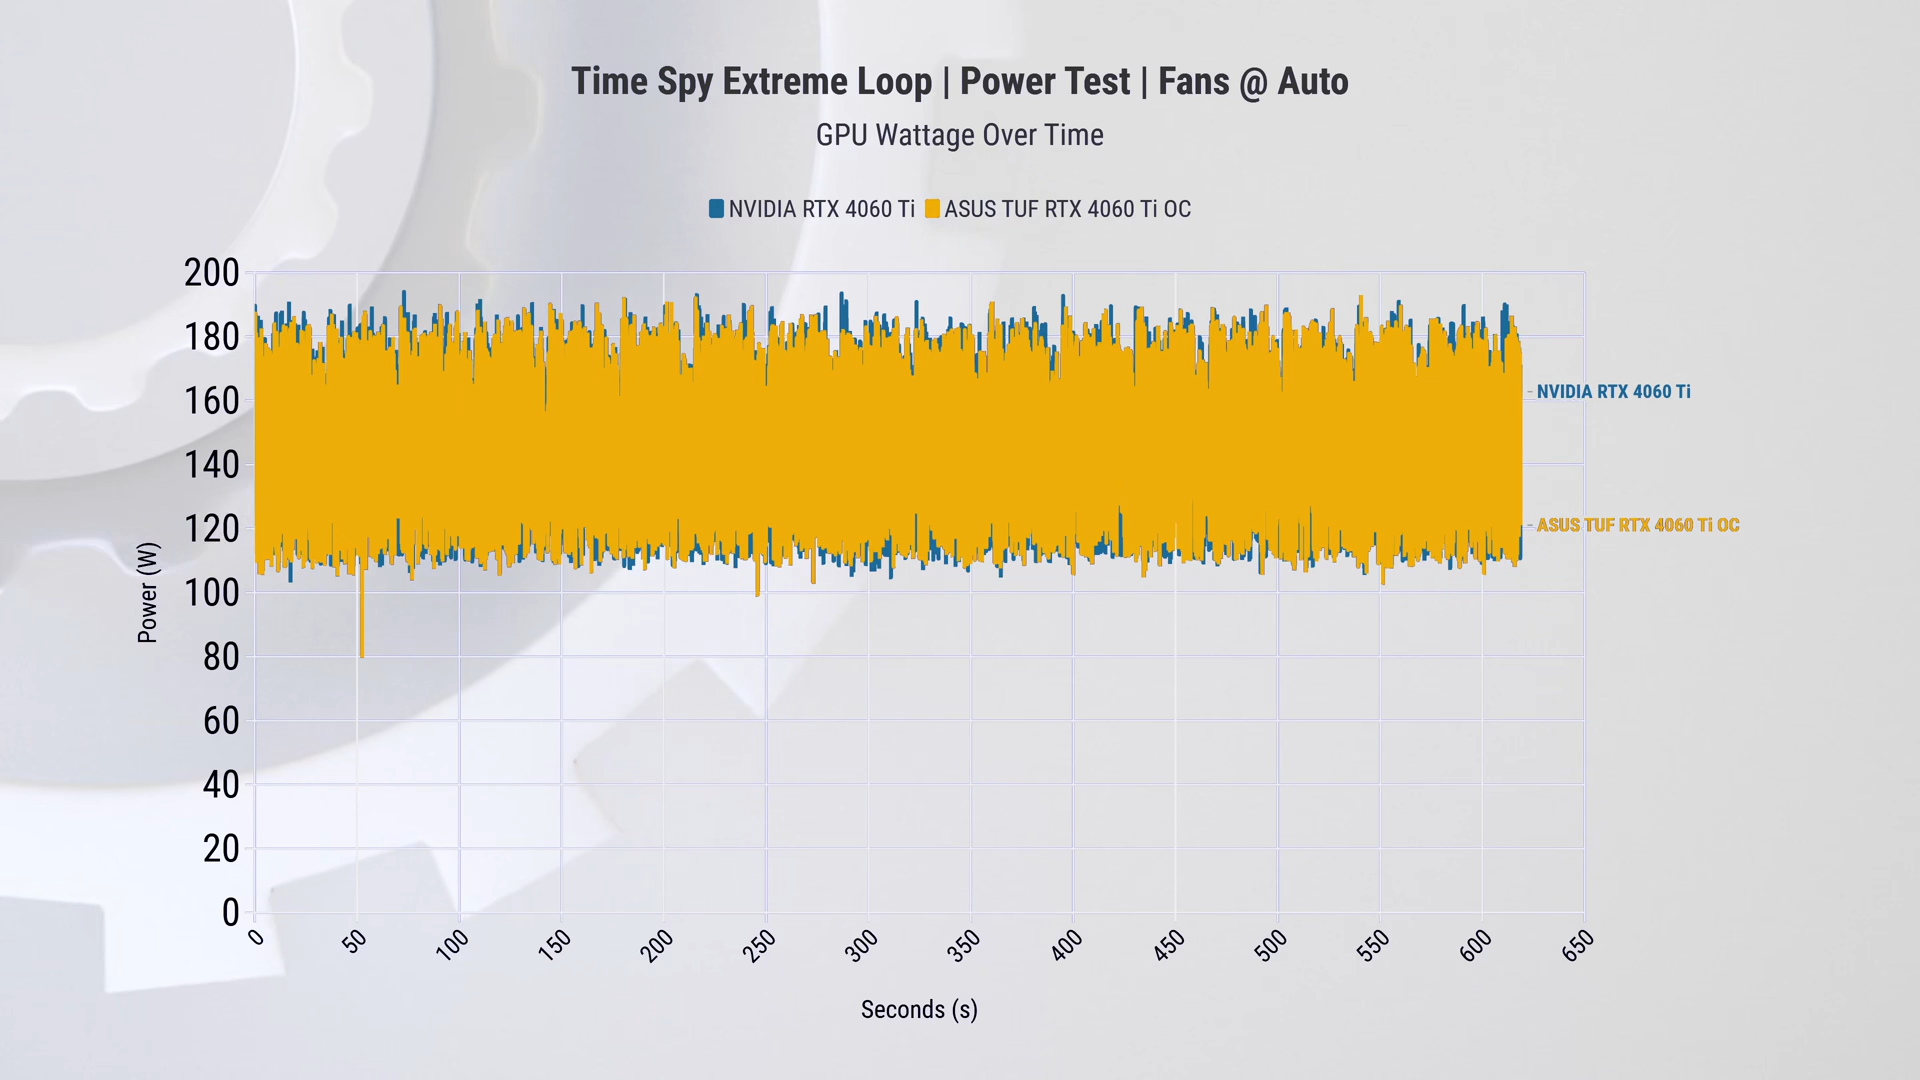 Time Spy Extreme Loop | Power Test | Fans @ Auto
GPU Wattage Over Time
NVIDIA RTX 4060 Ti ASUS TUF RTX 4060 Ti OC
200
180
160
140
120
100
80
60
40
20
0
Power (W)
NVIDIA RTX 4060 Ti
ASUS TUF RTX 4060 Ti OC
0 50 100 150 200 250 300 350 400 450 500 550 600 650
Seconds (s)